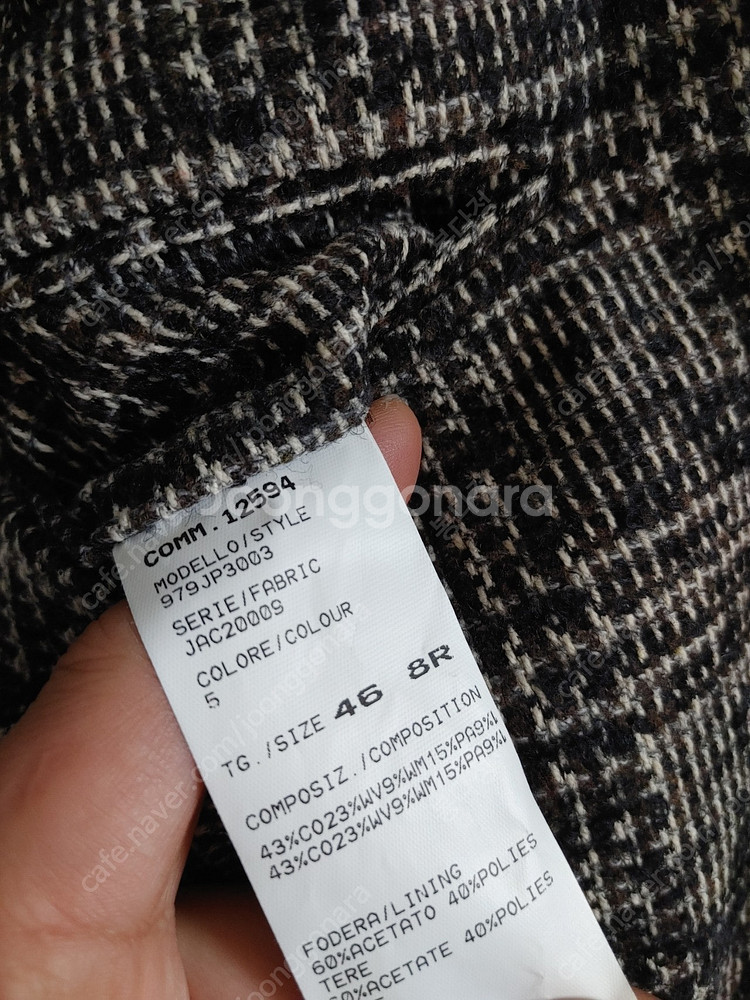 COMM.12594
MODELLO/STYLE
979JP3003
SERIE/FABRIC
JAC2000S
COLORE/COLOUR
5
TG./SIZE 46 8R
COMPOSIZ./COMPOSITION
43%CO23%WV9%WM15%PA9%
43%CO23%WV9%WM15%PA9%
FODERA/LINING
60%ACETATO 40%POLIES
TERE
60%ACETATE 40%POLIES
joonggonara